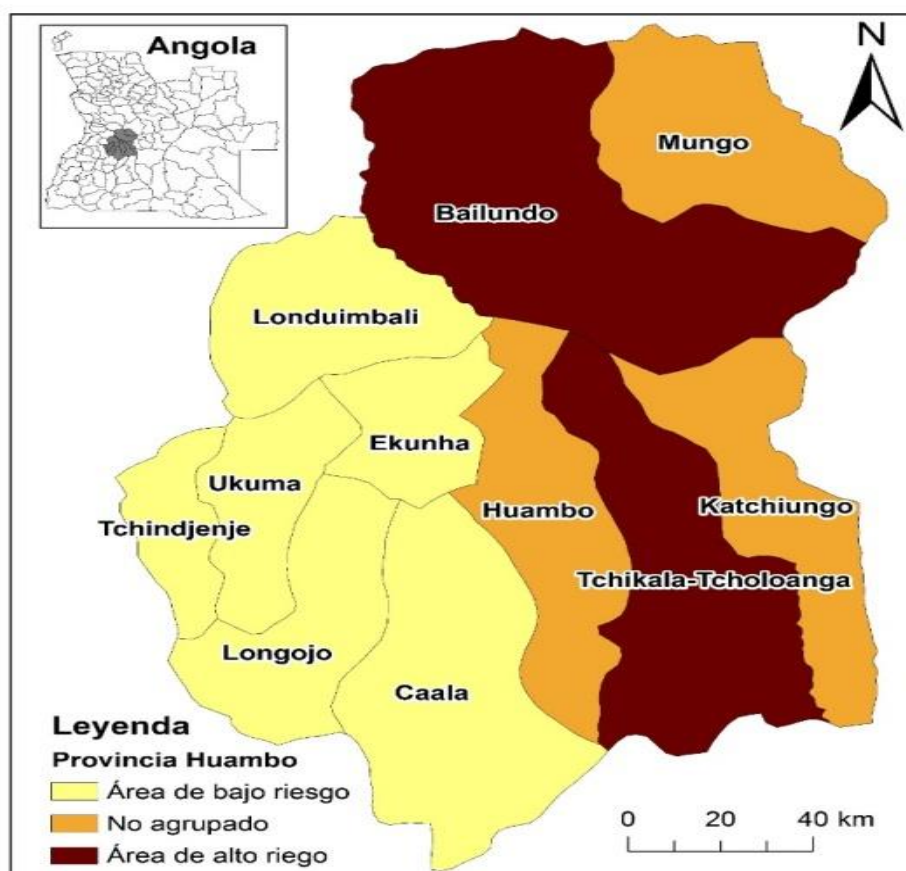 Angola
N
Mungo
Bailundo
Londuimbali
Ekunha
Ukuma
Huambo
Katchiungo
Tchindjenje
Tchikala-Tcholoanga
Longojo
Caala
Leyenda
Provincia Huambo
Área de bajo riesgo
No agrupado
Área de alto riego
0 20 40 km